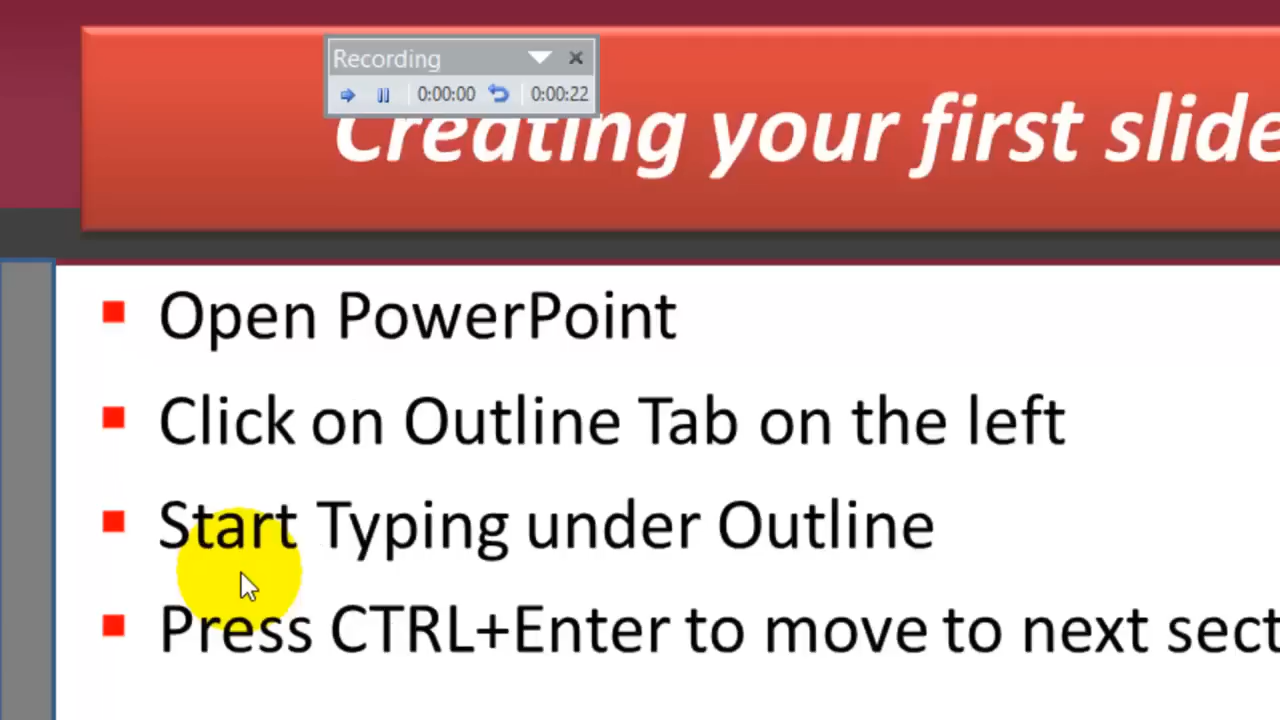 Recording
0:00:00 0:00:22
Creating your first slide
Open PowerPoint
Click on Outline Tab on the left
Start Typing under Outline
Press CTRL+Enter to move to next sect